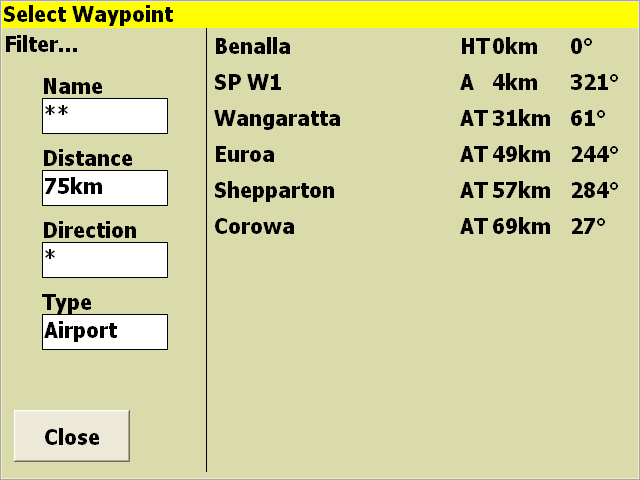 Select Waypoint
Filter...
Name
**
Distance
75km
Direction
*
Type
Airport
Close
Benalla HT 0km 0°
SP W1 A 4km 321°
Wangaratta AT 31km 61°
Euroa AT 49km 244°
Shepparton AT 57km 284°
Corowa AT 69km 27°